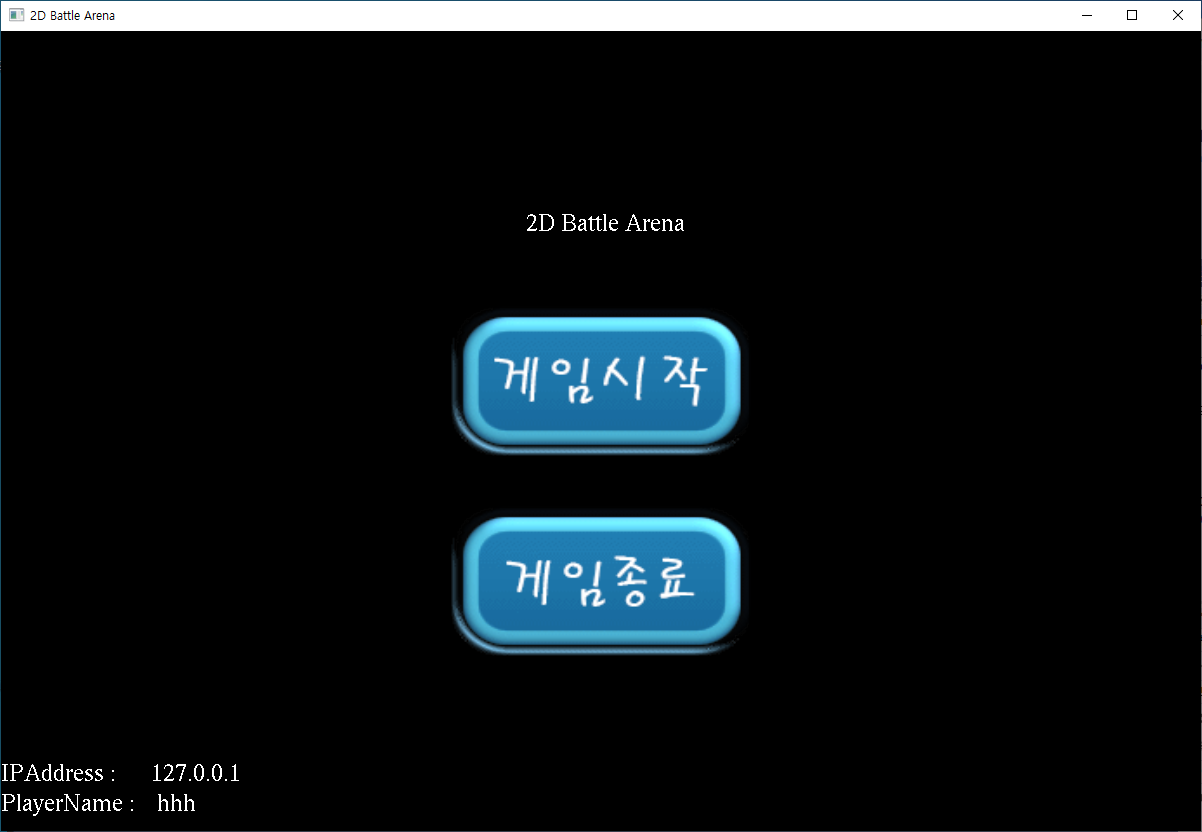 2D Battle Arena
2D Battle Arena
게임시작
게임종료
IPAddress : 127.0.0.1
PlayerName : hhh